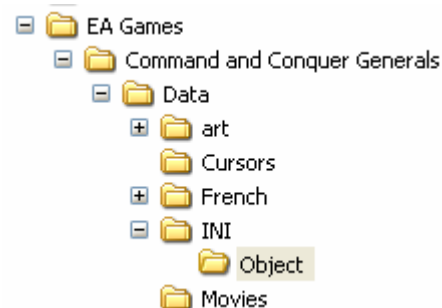 EA Games
Command and Conquer Generals
Data
art
Cursors
French
INI
Object
Movies